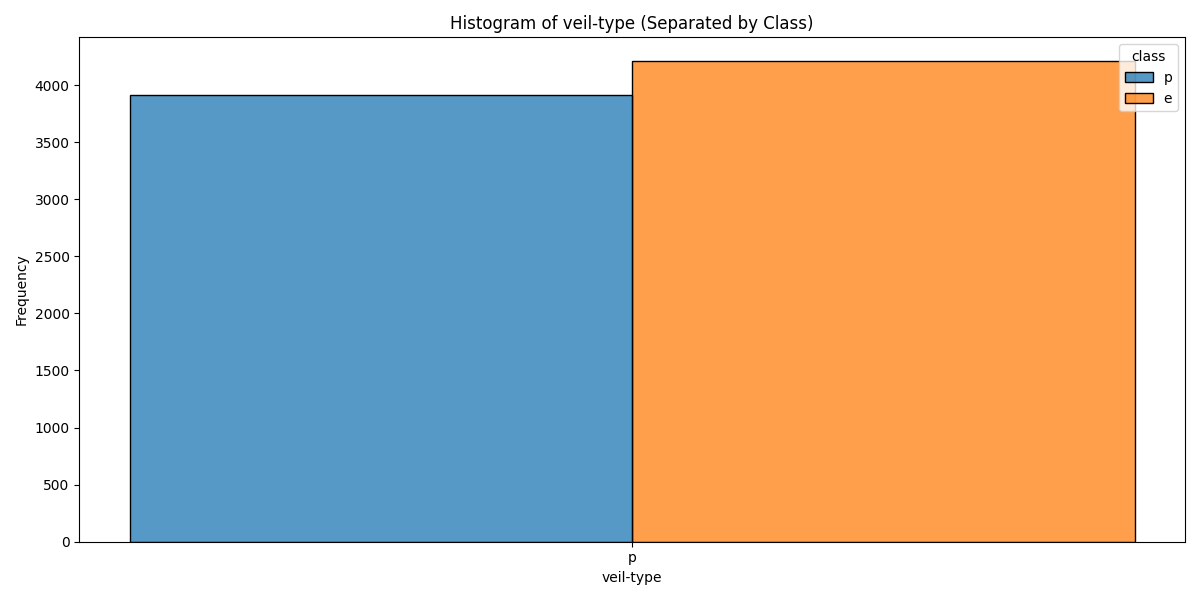 Histogram of veil-type (Separated by Class)
class
p
e
4000
3500
3000
2500
2000
1500
1000
500
0
Frequency
p
veil-type